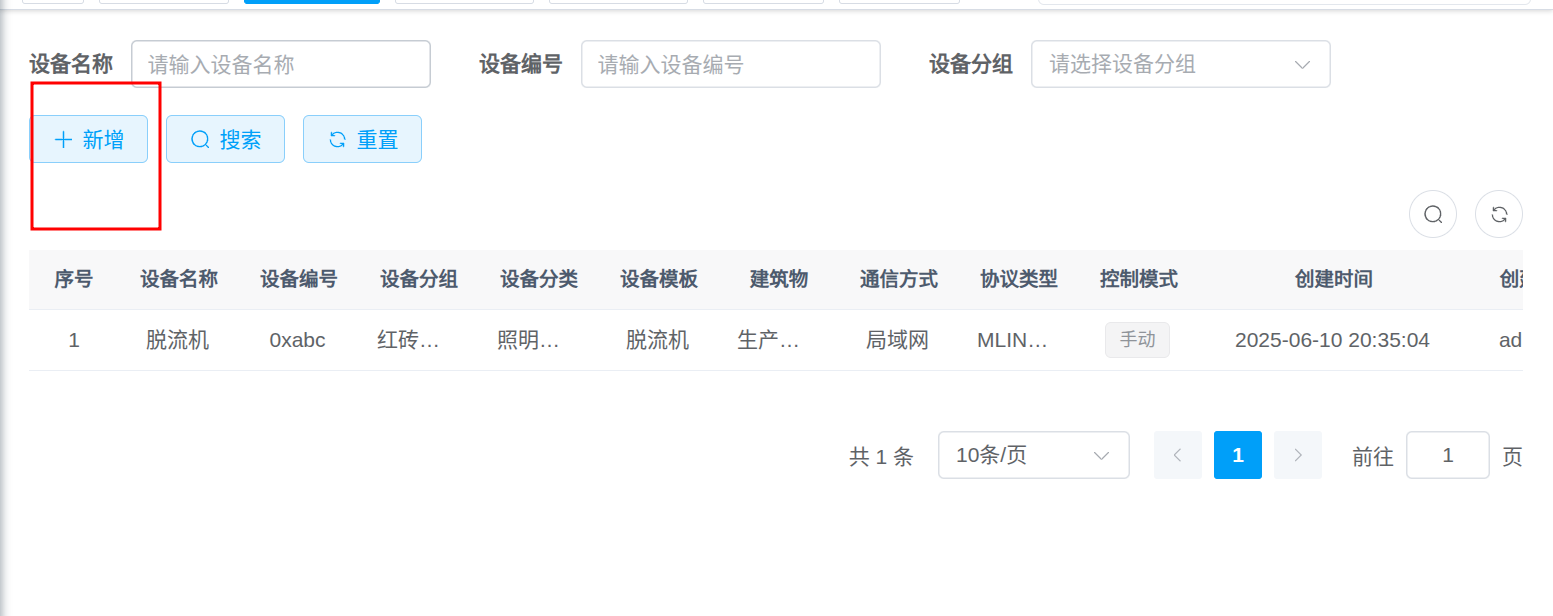 设备名称 请输入设备名称 设备编号 请输入设备编号 设备分组 请选择设备分组
新增 搜索 重置
序号 设备名称 设备编号 设备分组 设备分类 设备模板 建筑物 通信方式 协议类型 控制模式 创建时间
1 脱流机 0xabc 红砖… 照明… 脱流机 生产… 局域网 MLIN… 手动 2025-06-10 20:35:04 ad
共 1 条 10条/页 1 前往 1 页